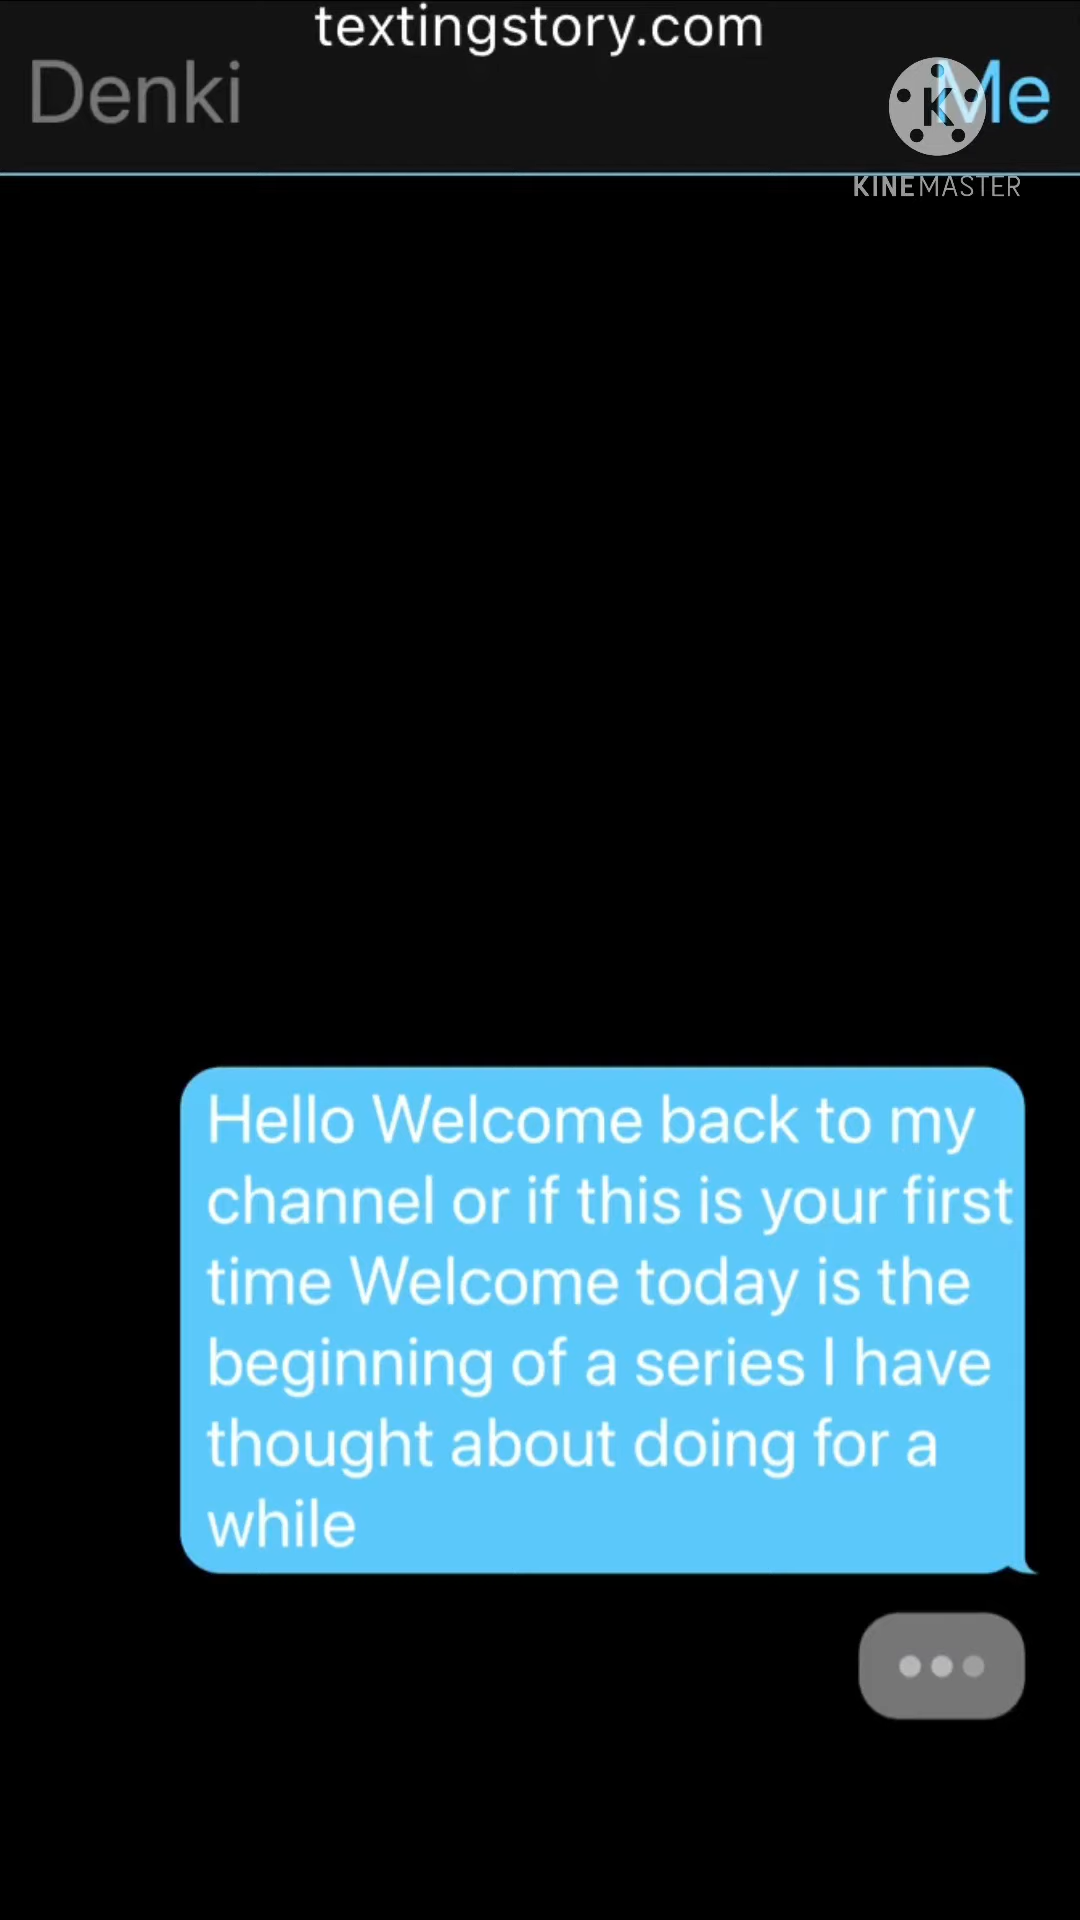 textingstory.com
Denki
Me
K
KINEMASTER
Hello Welcome back to my
channel or if this is your first
time Welcome today is the
beginning of a series I have
thought about doing for a
while